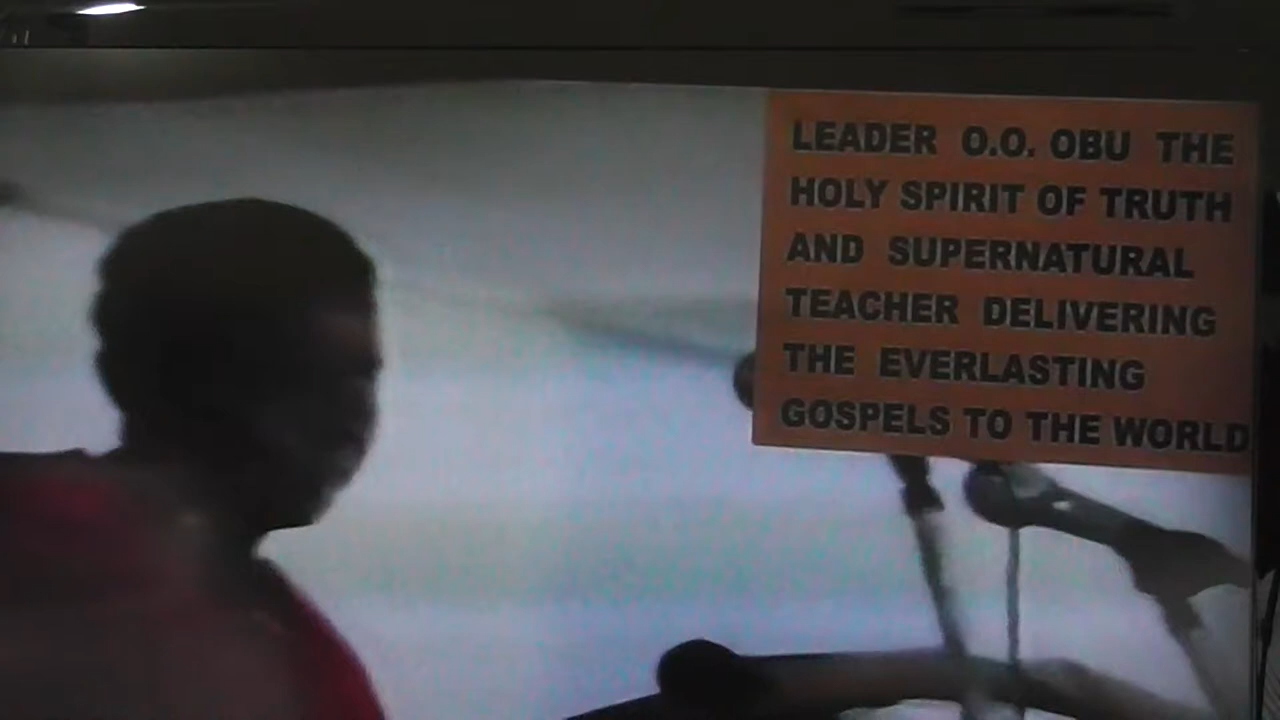 LEADER O.O. OBU THE
HOLY SPIRIT OF TRUTH
AND SUPERNATURAL
TEACHER DELIVERING
THE EVERLASTING
GOSPELS TO THE WORLD